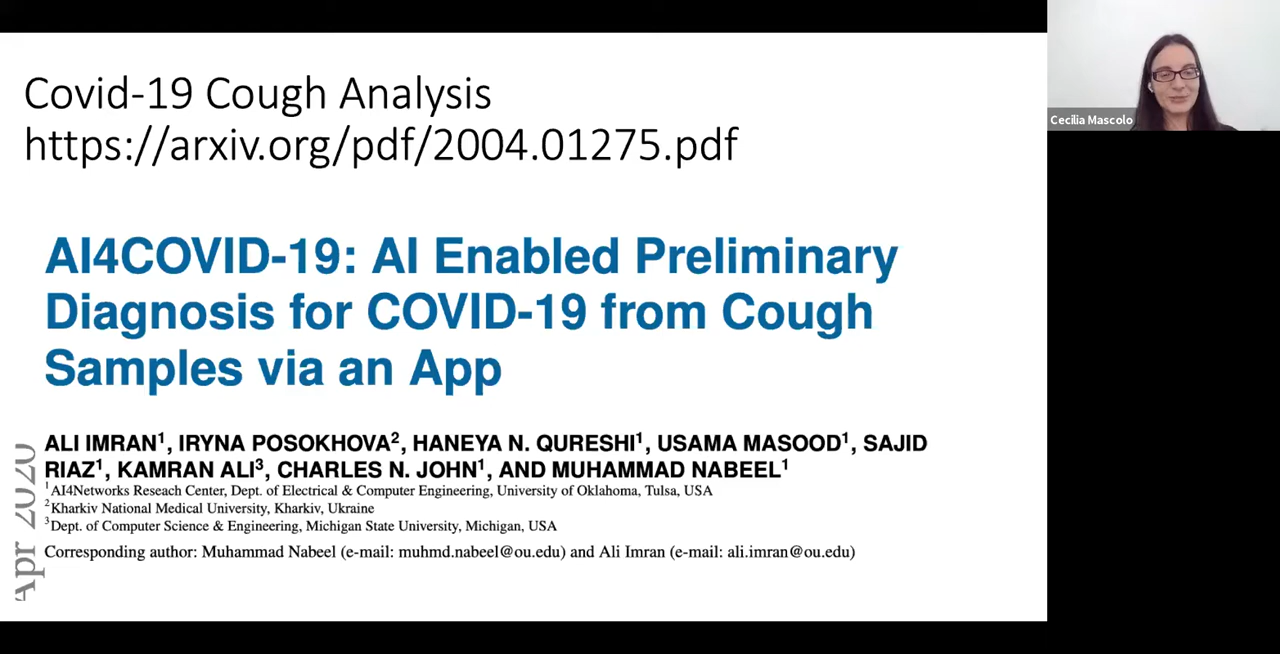 Covid-19 Cough Analysis
https://arxiv.org/pdf/2004.01275.pdf
AI4COVID-19: AI Enabled Preliminary
Diagnosis for COVID-19 from Cough
Samples via an App
ALI IMRAN1, IRYNA POSOKHOVA2, HANEYA N. QURESHI1, USAMA MASOOD1, SAJID
RIAZ1, KAMRAN ALI3, CHARLES N. JOHN1, AND MUHAMMAD NABEEL1
1AI4Networks Reseach Center, Dept. of Electrical & Computer Engineering, University of Oklahoma, Tulsa, USA
2Kharkiv National Medical University, Kharkiv, Ukraine
3Dept. of Computer Science & Engineering, Michigan State University, Michigan, USA
Corresponding author: Muhammad Nabeel (e-mail: muhmd.nabeel@ou.edu) and Ali Imran (e-mail: ali.imran@ou.edu)
Apr 2020
Cecilia Mascolo